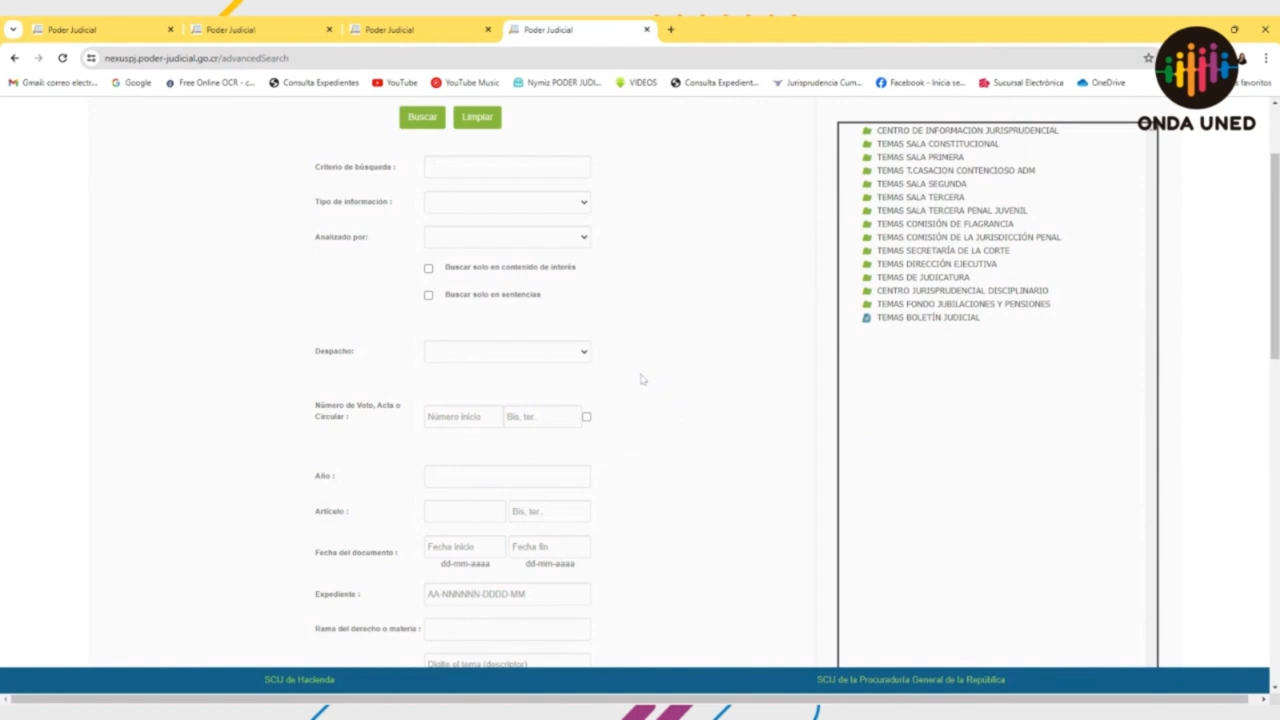 Poder Judicial
Poder Judicial
Poder Judicial
Poder Judicial
nexuspj.poder-judicial.go.cr/advancedSearch
Gmail: correo electr...
Google
Free Online OCR - c...
Consulta Expedientes
YouTube
YouTube Music
Nymiz PODER JUDI...
VIDEOS
Consulta Expedient...
Jurisprudencia Cum...
Facebook - Inicia se...
Sucursal Electrónica
OneDrive
s favoritos
ONDA UNED
Buscar
Limpiar
Criterio de búsqueda :
Tipo de información :
Analizado por:
Buscar solo en contenido de interés
Buscar solo en sentencias
Despacho:
Número de Voto, Acta o
Circular :
Número inicio
Bis, ter..
Año :
Artículo :
Bis, ter..
Fecha del documento :
Fecha inicio
Fecha fin
dd-mm-aaaa
dd-mm-aaaa
Expediente :
AA-NNNNNN-DDDD-MM
Rama del derecho o materia :
Digite el tema (descriptor)
CENTRO DE INFORMACION JURISPRUDENCIAL
TEMAS SALA CONSTITUCIONAL
TEMAS SALA PRIMERA
TEMAS T.CASACION CONTENCIOSO ADM
TEMAS SALA SEGUNDA
TEMAS SALA TERCERA
TEMAS SALA TERCERA PENAL JUVENIL
TEMAS COMISIÓN DE FLAGRANCIA
TEMAS COMISIÓN DE LA JURISDICCIÓN PENAL
TEMAS SECRETARÍA DE LA CORTE
TEMAS DIRECCIÓN EJECUTIVA
TEMAS DE JUDICATURA
CENTRO JURISPRUDENCIAL DISCIPLINARIO
TEMAS FONDO JUBILACIONES Y PENSIONES
TEMAS BOLETÍN JUDICIAL
SCIJ de Hacienda
SCIJ de la Procuraduría General de la República